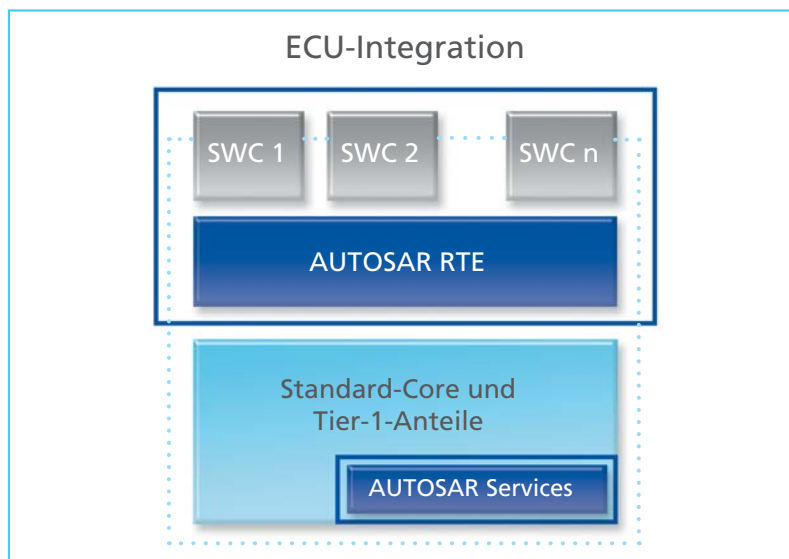 ECU-Integration
SWC 1 SWC 2 SWC n
AUTOSAR RTE
Standard-Core und
Tier-1-Anteile
AUTOSAR Services